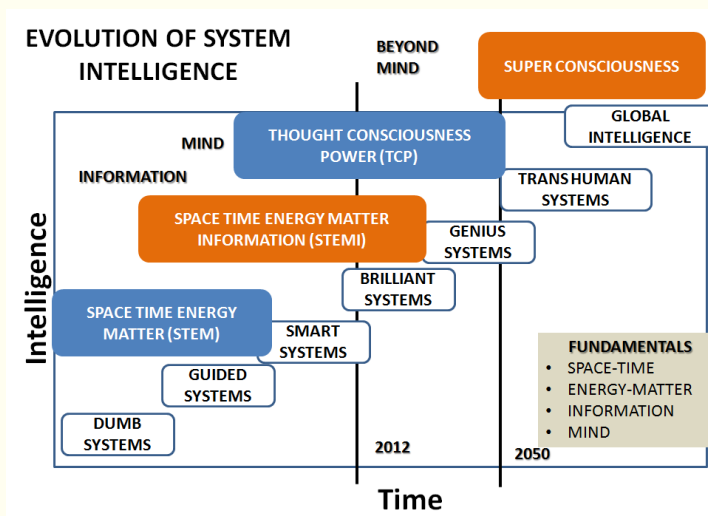 EVOLUTION OF SYSTEM
INTELLIGENCE
BEYOND
MIND
SUPER CONSCIOUSNESS
GLOBAL
INTELLIGENCE
MIND
THOUGHT CONSCIOUSNESS
POWER (TCP)
INFORMATION
TRANS HUMAN
SYSTEMS
SPACE TIME ENERGY MATTER
INFORMATION (STEMI)
GENIUS
SYSTEMS
BRILLIANT
SYSTEMS
SPACE TIME ENERGY
MATTER (STEM)
SMART
SYSTEMS
GUIDED
SYSTEMS
DUMB
SYSTEMS
Intelligence
FUNDAMENTALS
• SPACE-TIME
• ENERGY-MATTER
• INFORMATION
• MIND
2012
2050
Time